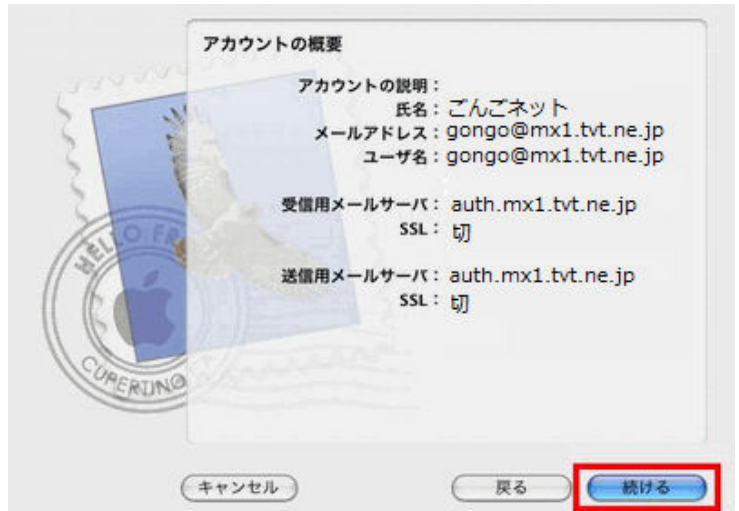 アカウントの概要
アカウントの説明：
氏名： ごんごネット
メールアドレス： gongo@mx1.tvt.ne.jp
ユーザ名： gongo@mx1.tvt.ne.jp
受信用メールサーバ： auth.mx1.tvt.ne.jp
SSL： 切
送信用メールサーバ： auth.mx1.tvt.ne.jp
SSL： 切
HELLO FR
CUPERTINO
キャンセル 戻る 続ける